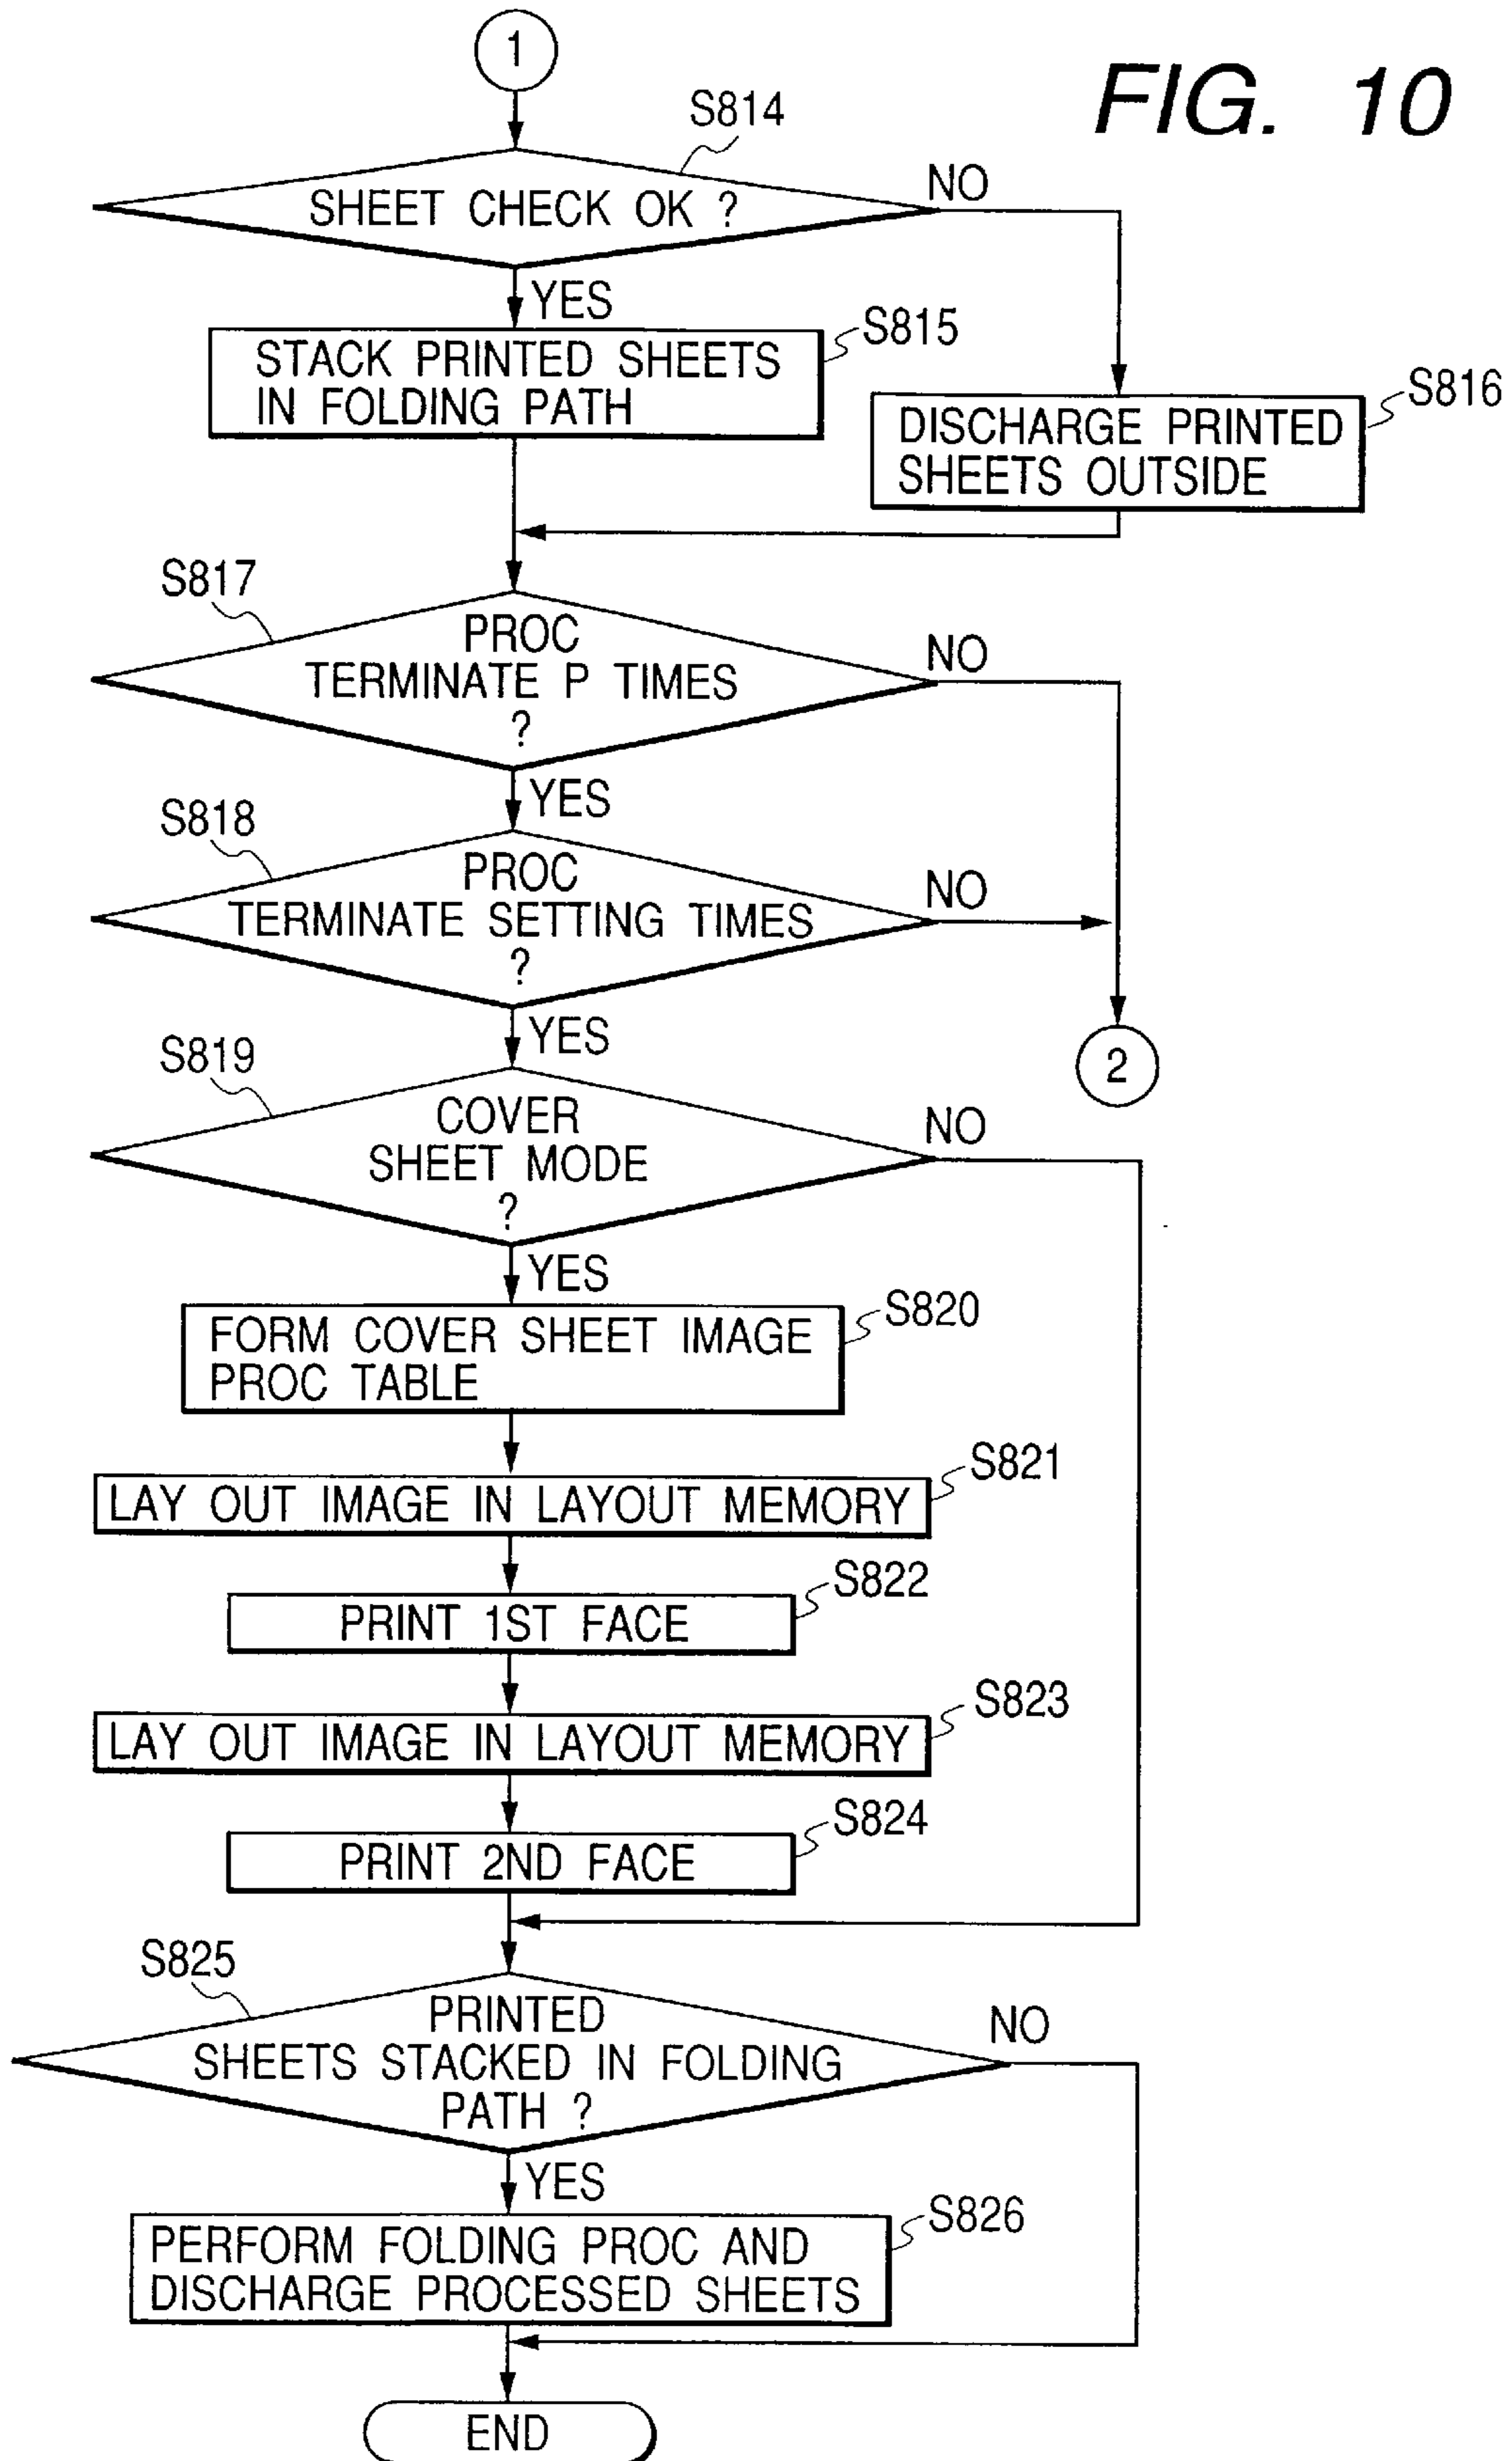 1
FIG. 10
S814
SHEET CHECK OK ?
NO
YES
S815
STACK PRINTED SHEETS
IN FOLDING PATH
S816
DISCHARGE PRINTED
SHEETS OUTSIDE
S817
PROC
TERMINATE P TIMES
?
NO
YES
S818
PROC
TERMINATE SETTING TIMES
?
NO
YES
2
S819
COVER
SHEET MODE
?
NO
YES
S820
FORM COVER SHEET IMAGE
PROC TABLE
S821
LAY OUT IMAGE IN LAYOUT MEMORY
S822
PRINT 1ST FACE
S823
LAY OUT IMAGE IN LAYOUT MEMORY
S824
PRINT 2ND FACE
S825
PRINTED
SHEETS STACKED IN FOLDING
PATH ?
NO
YES
S826
PERFORM FOLDING PROC AND
DISCHARGE PROCESSED SHEETS
END